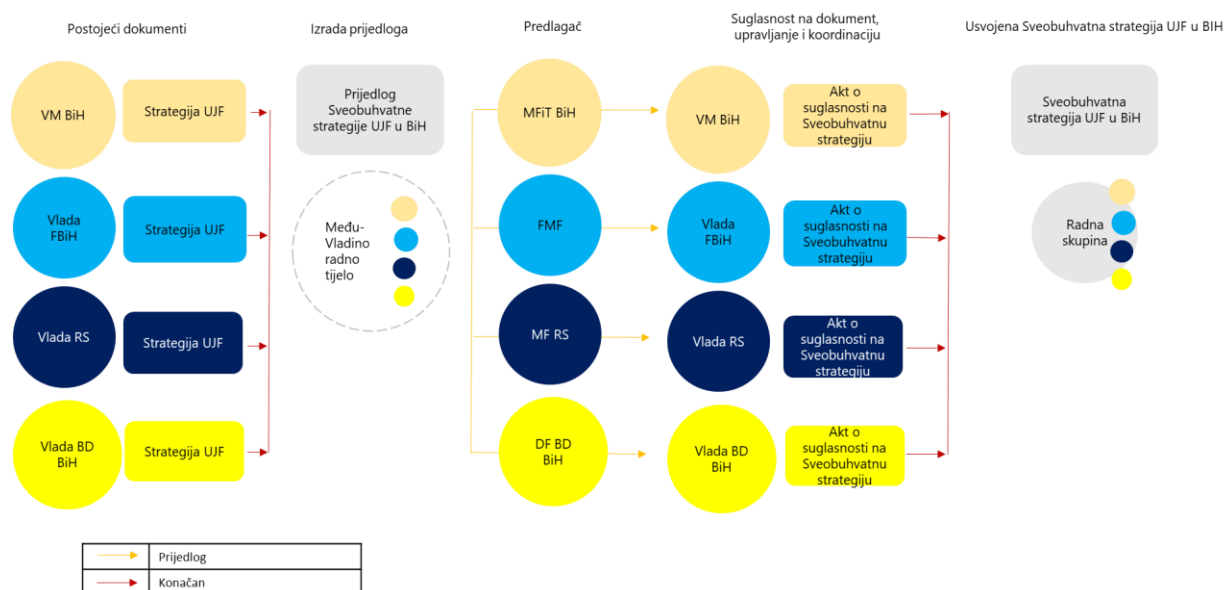 Postojeći dokumenti
Izrada prijedloga
Predlagač
Suglasnost na dokument,
upravljanje i koordinaciju
Usvojena Sveobuhvatna strategija UJF u BIH
VM BiH
Strategija UJF
Prijedlog
Sveobuhvatne
strategije UJF u BiH
MFiT BiH
VM BiH
Akt o
suglasnosti na
Sveobuhvatnu
strategiju
Sveobuhvatna
strategija UJF u BiH
Vlada
FBiH
Strategija UJF
Među-
Vladino
radno
tijelo
FMF
Vlada
FBiH
Akt o
suglasnosti na
Sveobuhvatnu
strategiju
Radna
skupina
Vlada RS
Strategija UJF
MF RS
Vlada RS
Akt o
suglasnosti na
Sveobuhvatnu
strategiju
Vlada BD
BiH
Strategija UJF
DF BD
BiH
Vlada BD
BiH
Akt o
suglasnosti na
Sveobuhvatnu
strategiju
Prijedlog
Konačan